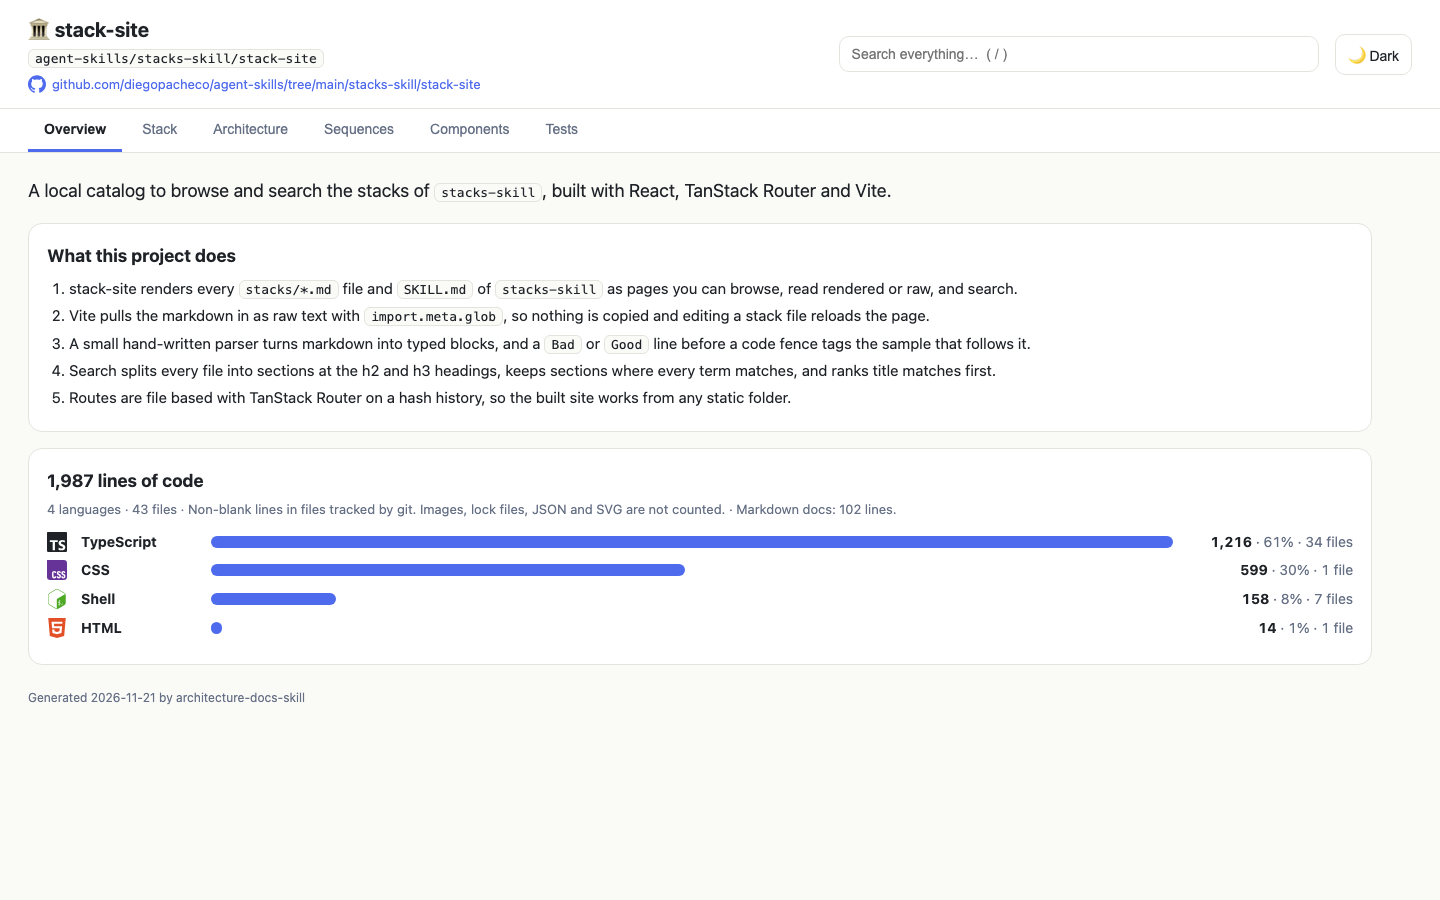 stack-site
agent-skills/stacks-skill/stack-site
github.com/diegopacheco/agent-skills/tree/main/stacks-skill/stack-site
Search everything… ( / )
🌙 Dark
Overview
Stack
Architecture
Sequences
Components
Tests
A local catalog to browse and search the stacks of stacks-skill, built with React, TanStack Router and Vite.
What this project does
1. stack-site renders every stacks/*.md file and SKILL.md of stacks-skill as pages you can browse, read rendered or raw, and search.
2. Vite pulls the markdown in as raw text with import.meta.glob, so nothing is copied and editing a stack file reloads the page.
3. A small hand-written parser turns markdown into typed blocks, and a Bad or Good line before a code fence tags the sample that follows it.
4. Search splits every file into sections at the h2 and h3 headings, keeps sections where every term matches, and ranks title matches first.
5. Routes are file based with TanStack Router on a hash history, so the built site works from any static folder.
1,987 lines of code
4 languages · 43 files · Non-blank lines in files tracked by git. Images, lock files, JSON and SVG are not counted. · Markdown docs: 102 lines.
TS TypeScript 1,216 · 61% · 34 files
CSS CSS 599 · 30% · 1 file
Shell 158 · 8% · 7 files
5 HTML 14 · 1% · 1 file
Generated 2026-11-21 by architecture-docs-skill